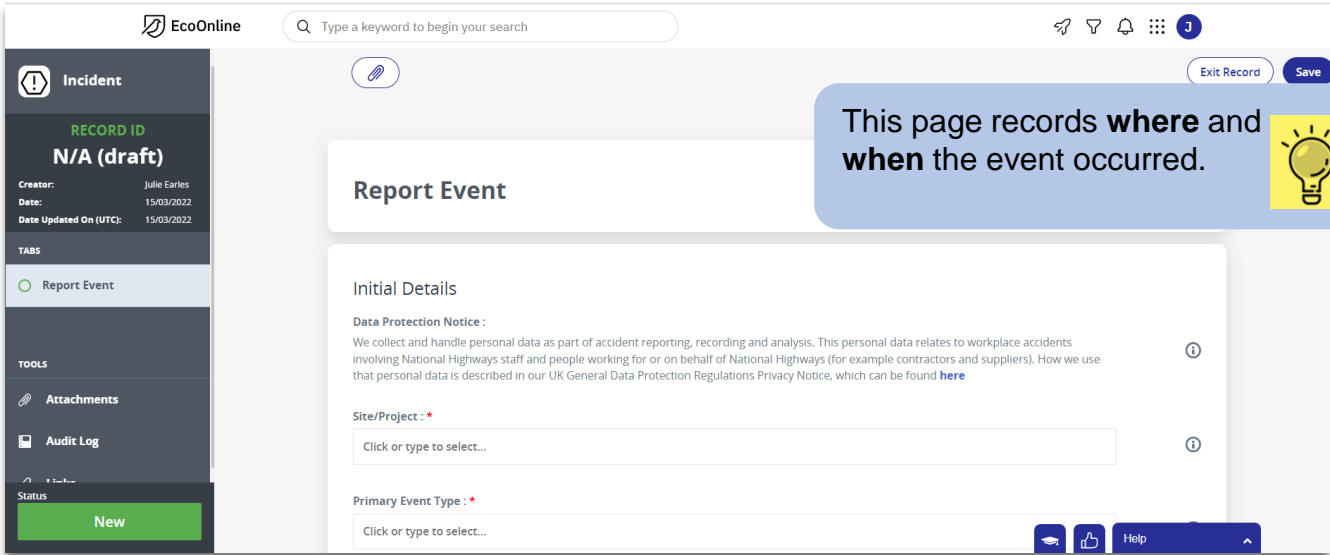 EcoOnline
Type a keyword to begin your search
J
Incident
Exit Record
Save
RECORD ID
N/A (draft)
Creator: Julie Earles
Date: 15/03/2022
Date Updated On (UTC): 15/03/2022
TABS
Report Event
TOOLS
Attachments
Audit Log
Links
Status
New
This page records where and
when the event occurred.
Report Event
Initial Details
Data Protection Notice :
We collect and handle personal data as part of accident reporting, recording and analysis. This personal data relates to workplace accidents
involving National Highways staff and people working for or on behalf of National Highways (for example contractors and suppliers). How we use
that personal data is described in our UK General Data Protection Regulations Privacy Notice, which can be found here
Site/Project : *
Click or type to select...
Primary Event Type : *
Click or type to select...
Help